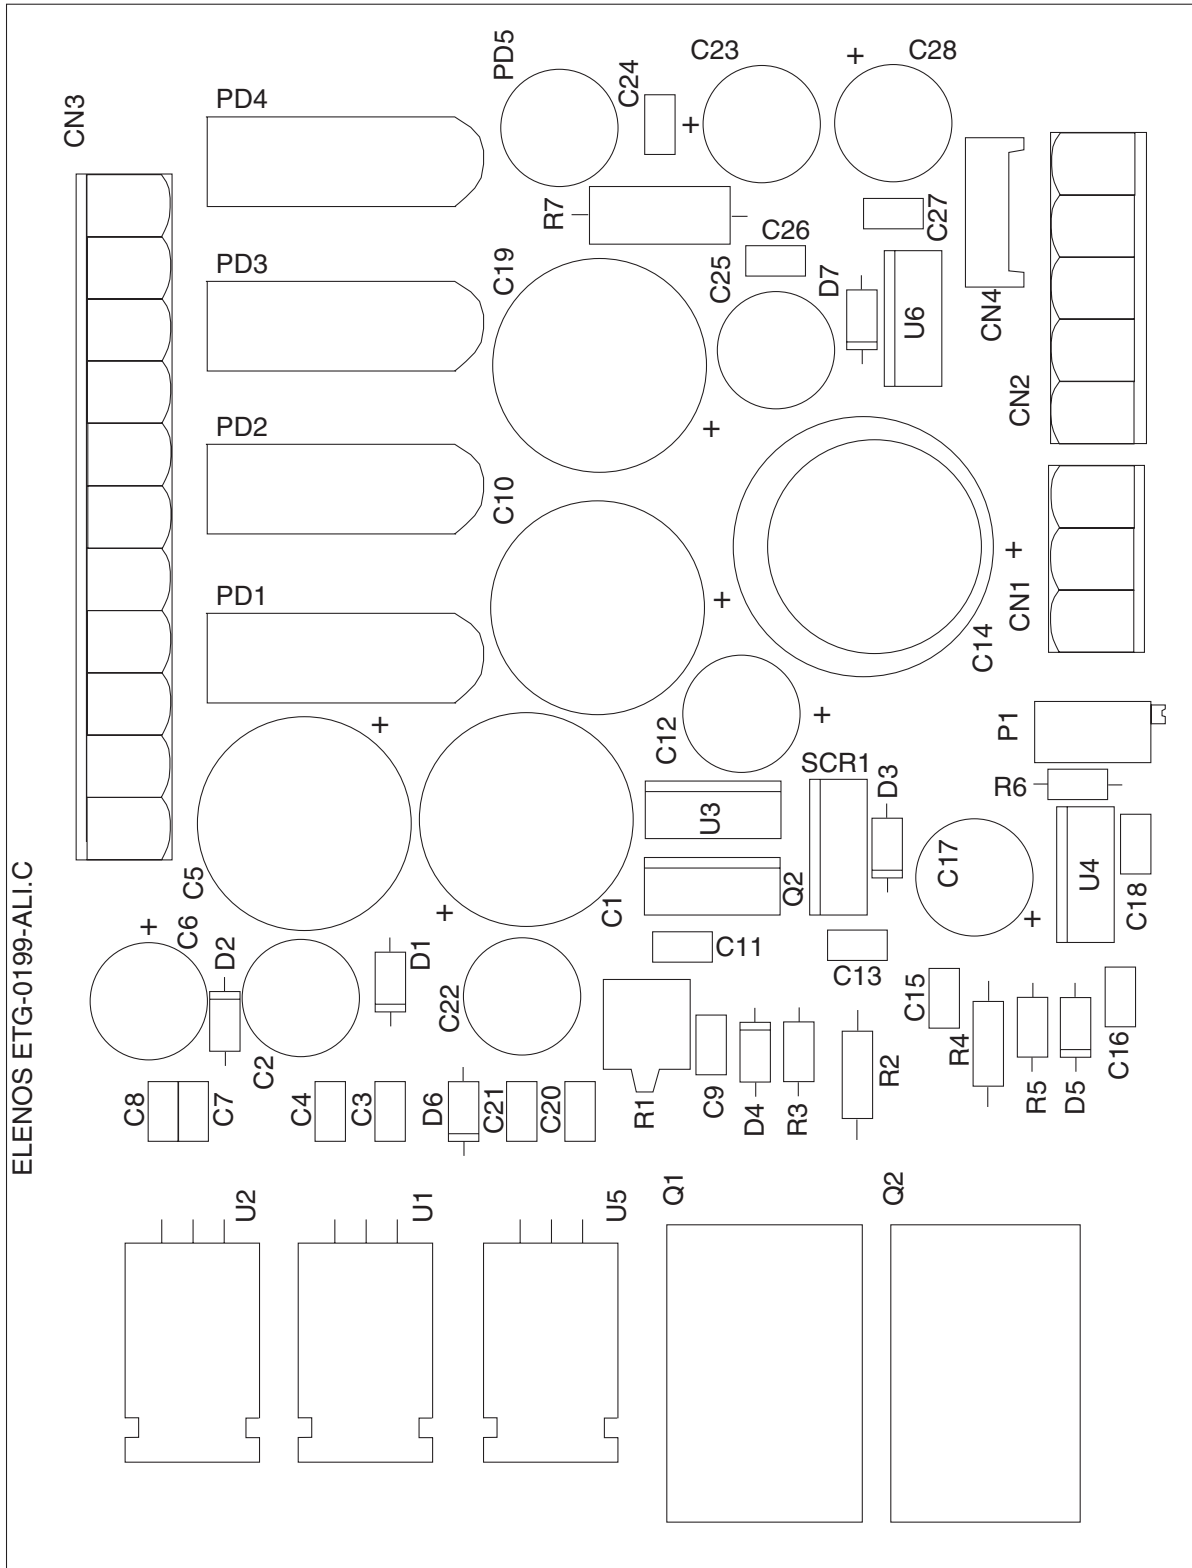 CN3
PD4
PD5
C24
C23
+
C28
+
R7
C27
C26
PD3
C19
C25
D7
U6
CN4
CN2
+
PD2
C10
+
+
CN1
C14
PD1
C12
+
P1
+
SCR1
D3
R6
U3
C17
U4
C18
C5
C1
Q2
+
+
+
C6
D2
D1
C22
C11
C13
C15
C2
R4
C16
C8
C7
C4
C3
D6
C21
C20
R1
C9
D4
R3
R2
R5
D5
ELENOS ETG-0199-ALI.C
U2
U1
U5
Q1
Q2